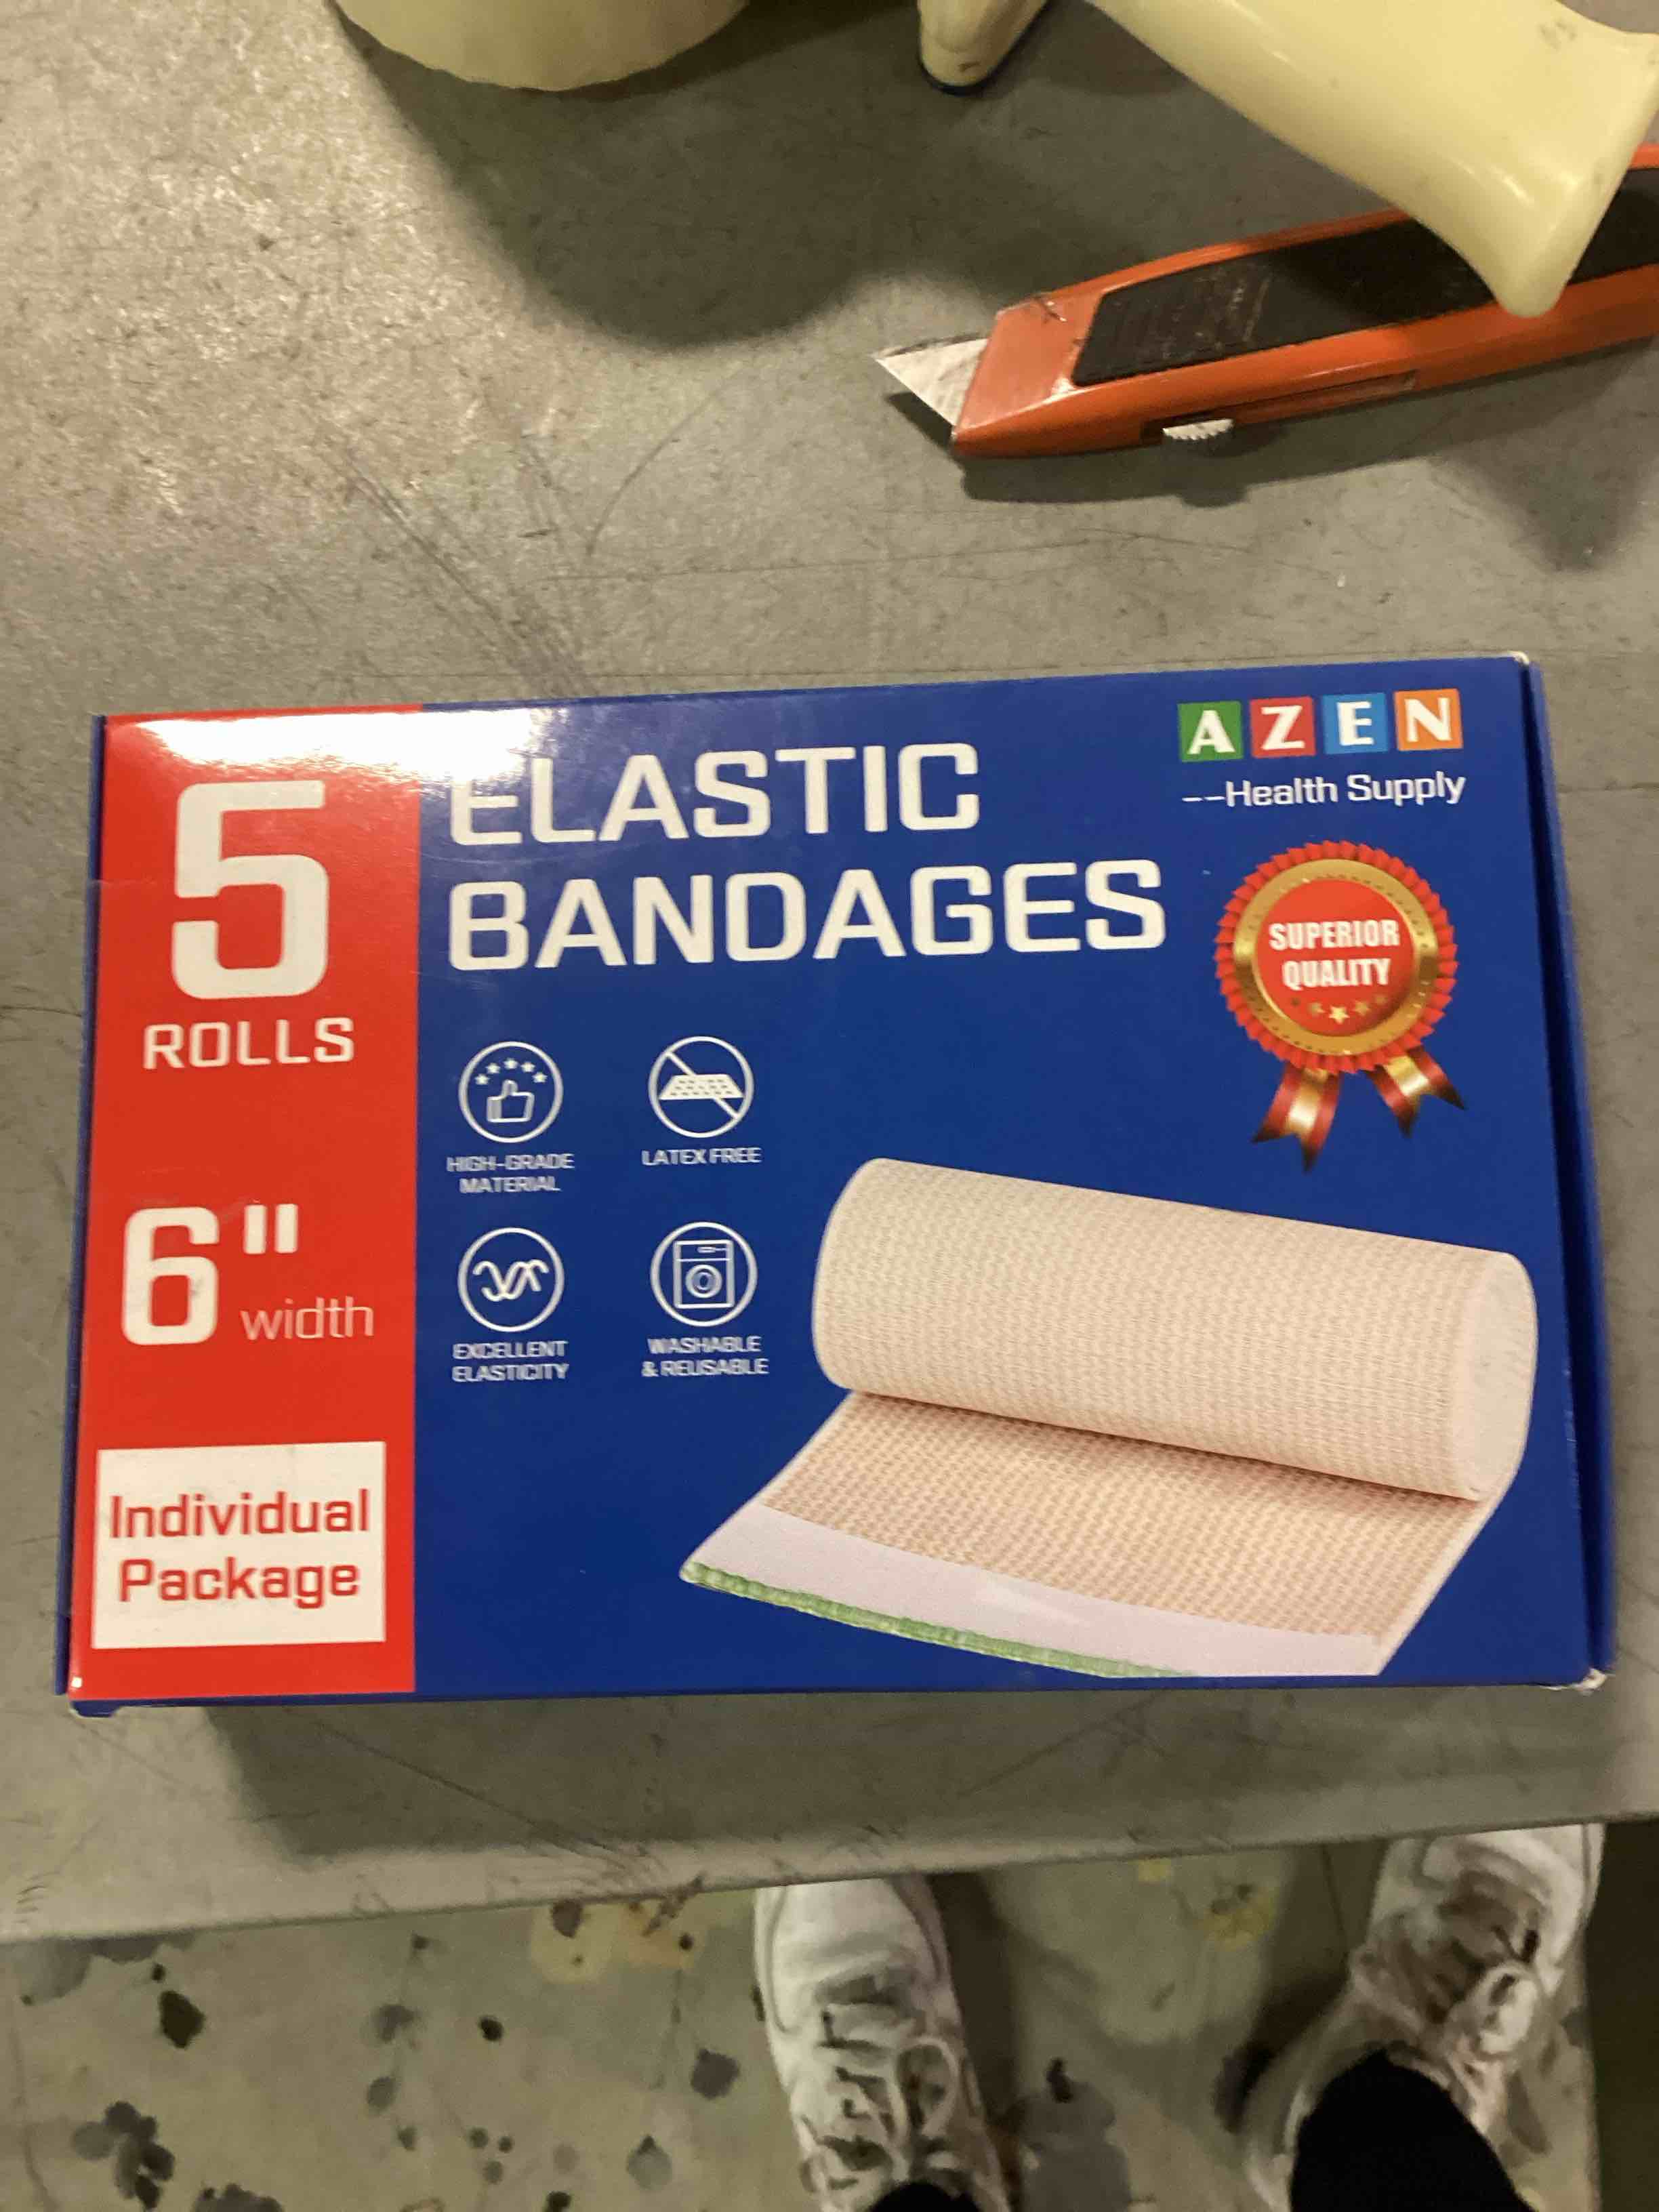 5
ROLLS
6" width
Individual
Package
ELASTIC
BANDAGES
HIGH-GRADE
MATERIAL
LATEX FREE
EXCELLENT
ELASTICITY
WASHABLE
& REUSABLE
AZEN
--Health Supply
SUPERIOR
QUALITY